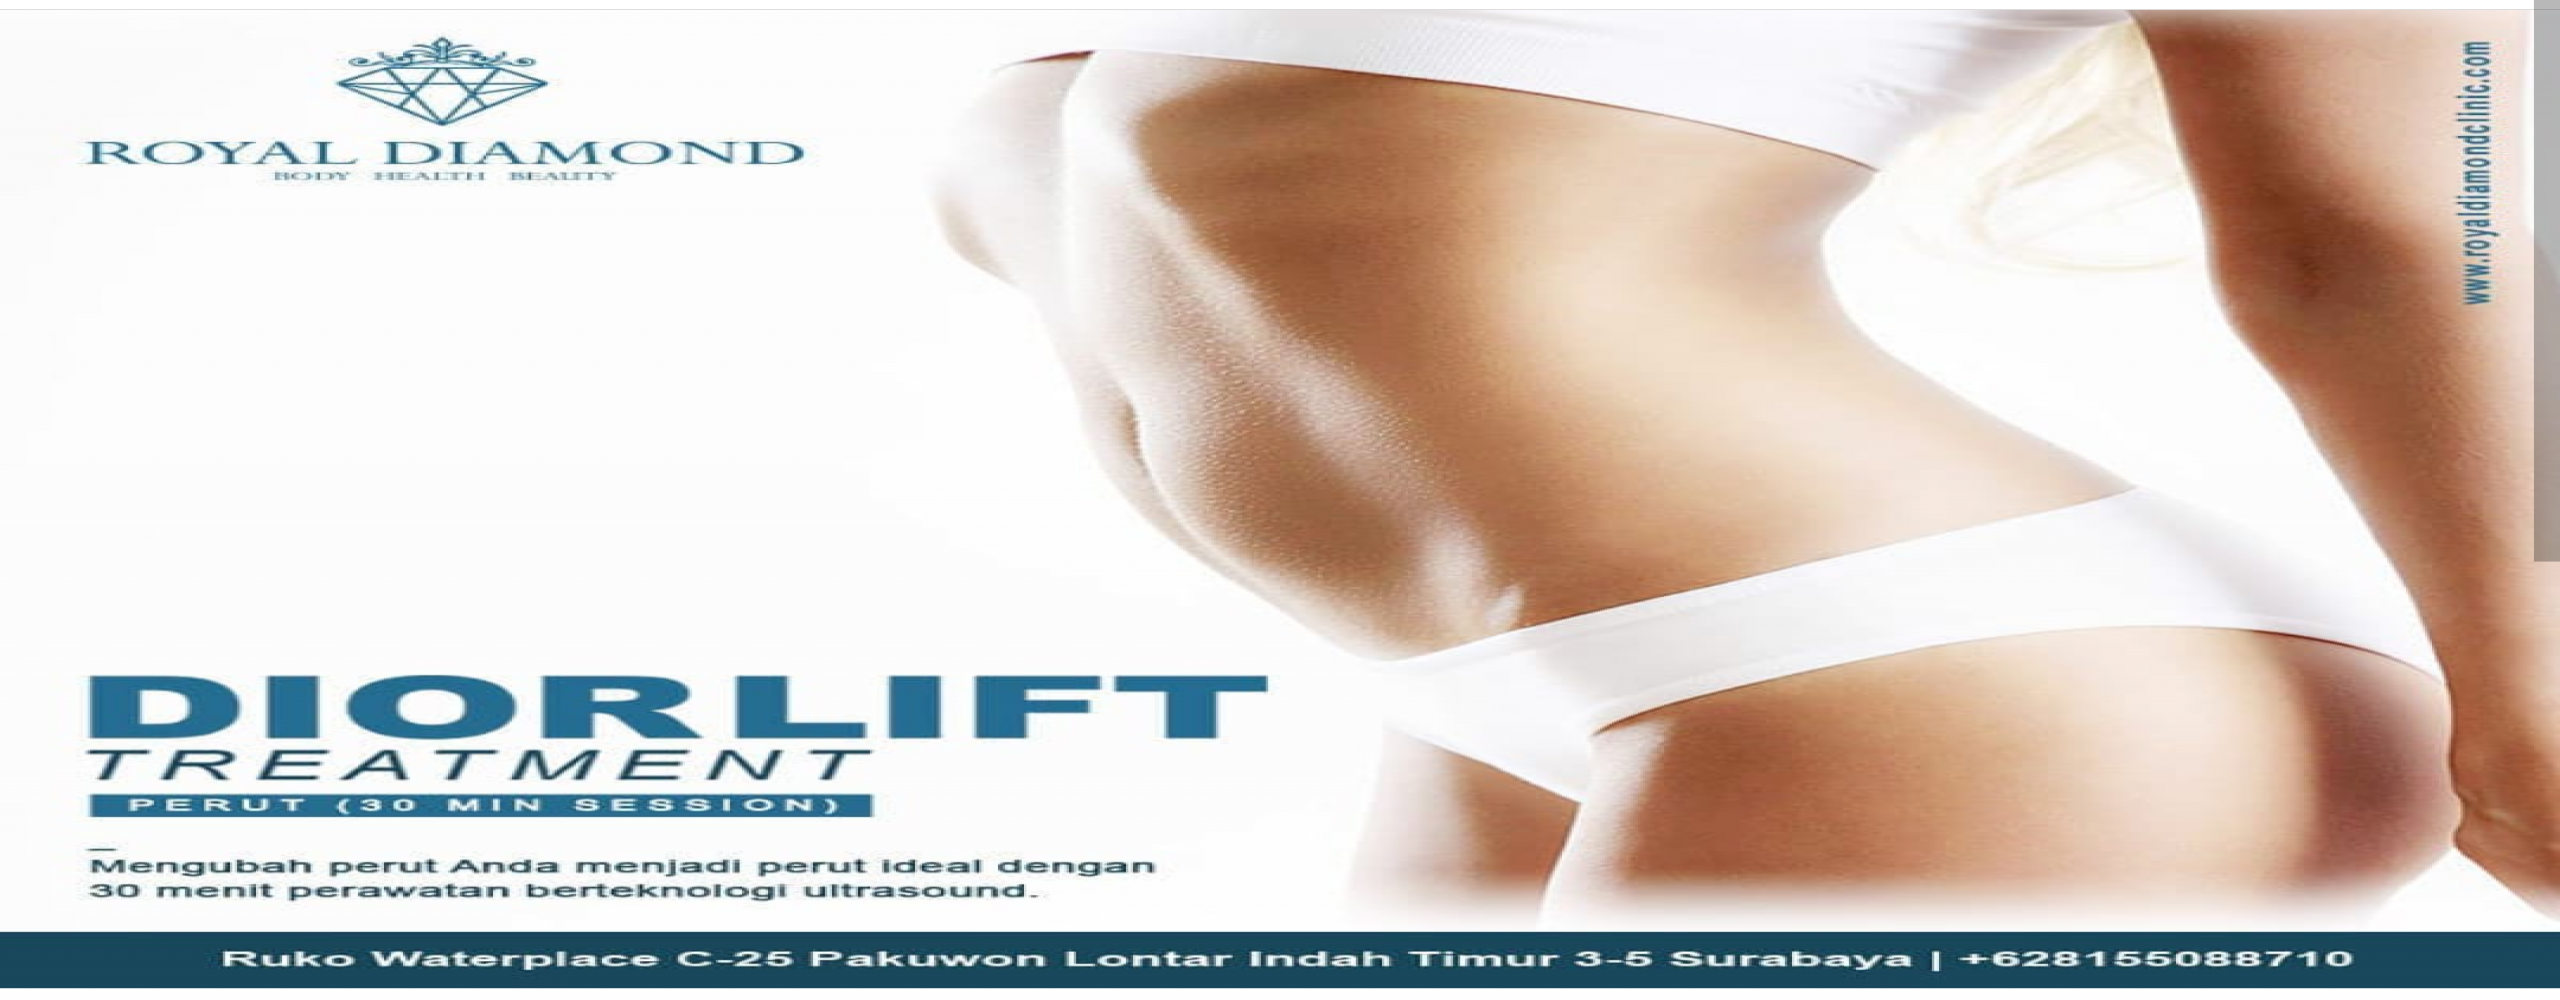 ROYAL DIAMOND
BODY HEALTH BEAUTY
www.royaldiamondclinic.com
DIORLIFT
TREATMENT
PERUT (30 MIN SESSION)
Mengubah perut Anda menjadi perut ideal dengan
30 menit perawatan berteknologi ultrasound.
Ruko Waterplace C-25 Pakuwon Lontar Indah Timur 3-5 Surabaya | +628155088710